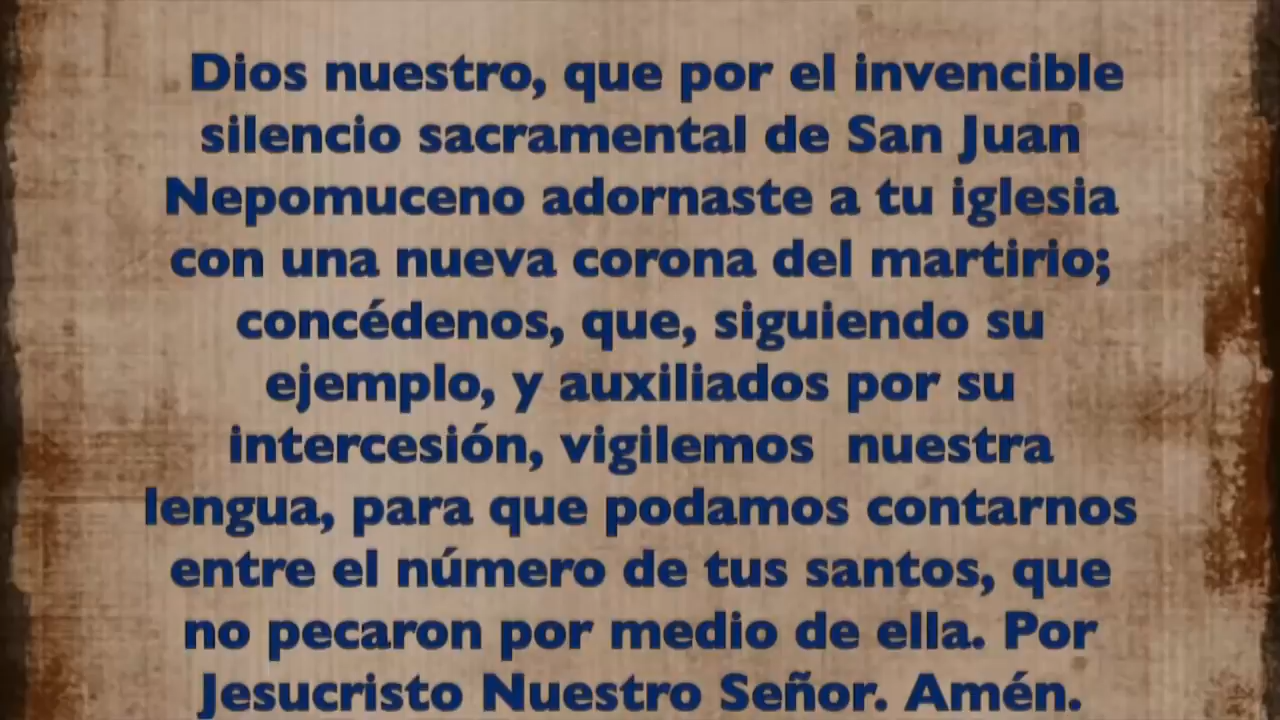 Dios nuestro, que por el invencible
silencio sacramental de San Juan
Nepomuceno adornaste a tu iglesia
con una nueva corona del martirio;
concédenos, que, siguiendo su
ejemplo, y auxiliados por su
intercesión, vigilemos  nuestra
lengua, para que podamos contarnos
entre el número de tus santos, que
no pecaron por medio de ella. Por
Jesucristo Nuestro Señor. Amén.